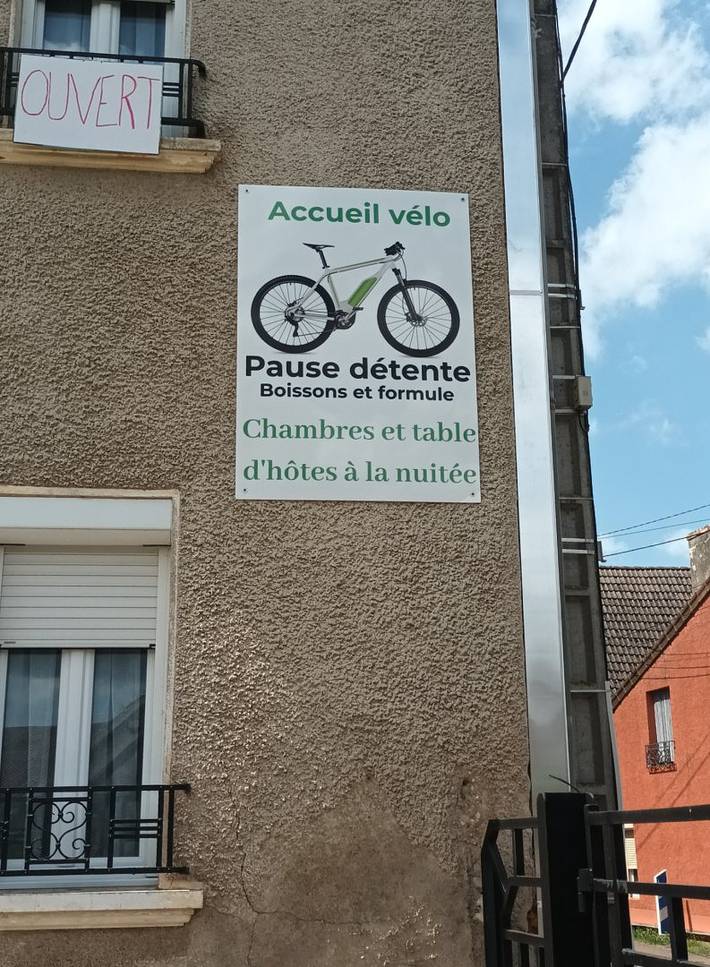 OUVERT
Accueil vélo
Pause détente
Boissons et formule
Chambres et table
d'hôtes à la nuitée